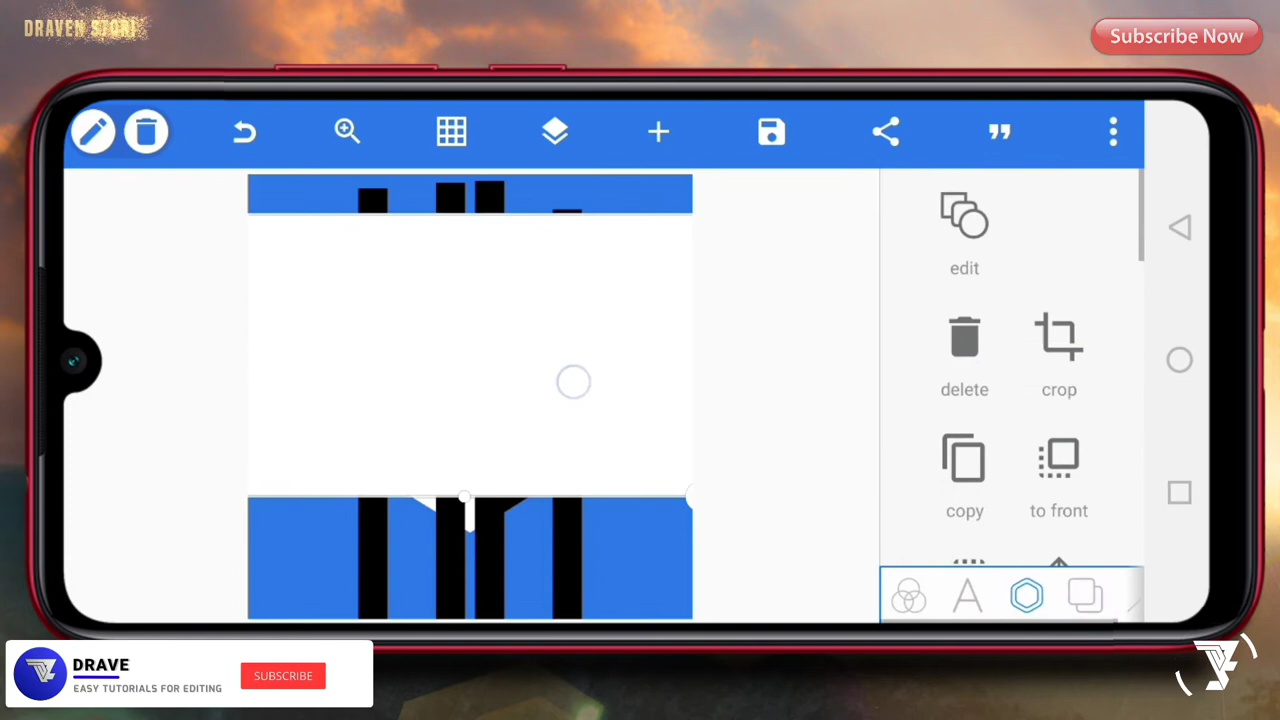 DRAVEN STORI
Subscribe Now
edit
delete
crop
copy
to front
DRAVE
EASY TUTORIALS FOR EDITING
SUBSCRIBE